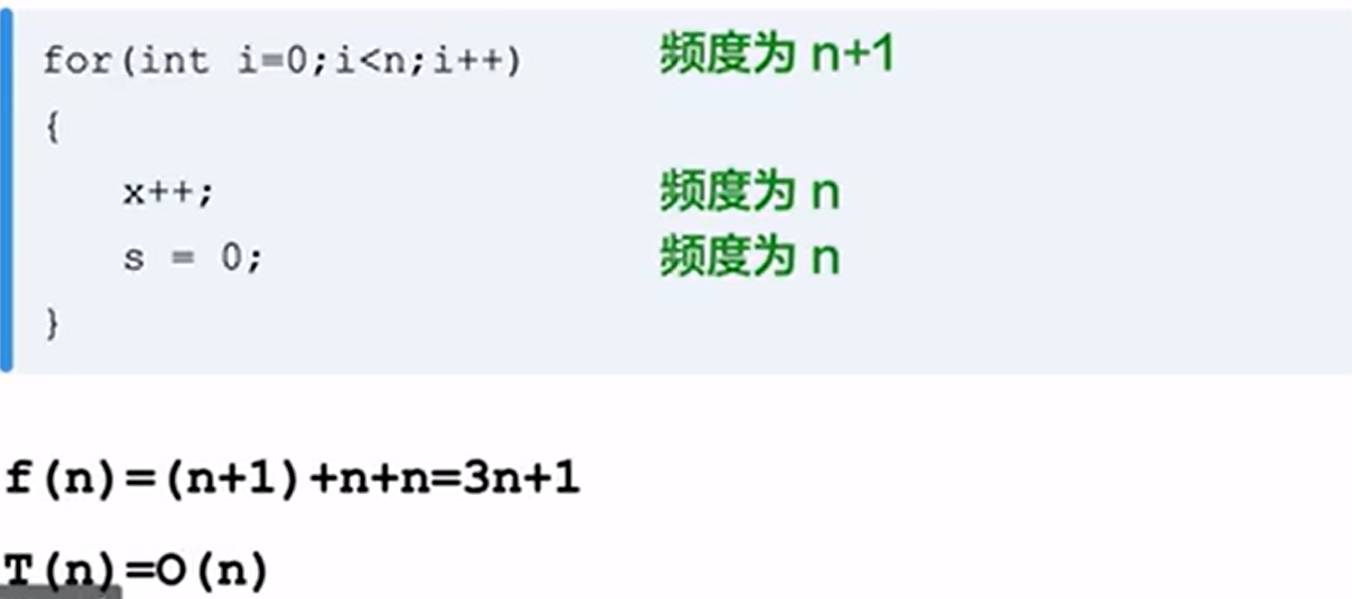 for(int i=0;i<n;i++) 频度为 n+1
{
x++; 频度为 n
s = 0; 频度为 n
}
f(n)=(n+1)+n+n=3n+1
T(n)=O(n)